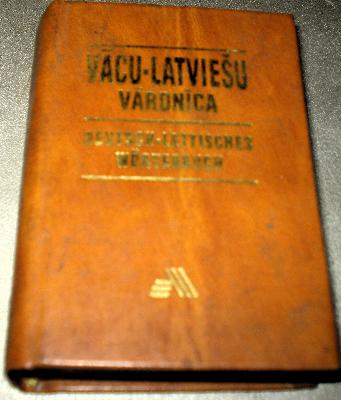 VĀCU-LATVIEŠU
VĀRDNĪCA
DEUTSCH-LETTISCHES
WÖRTERBUCH